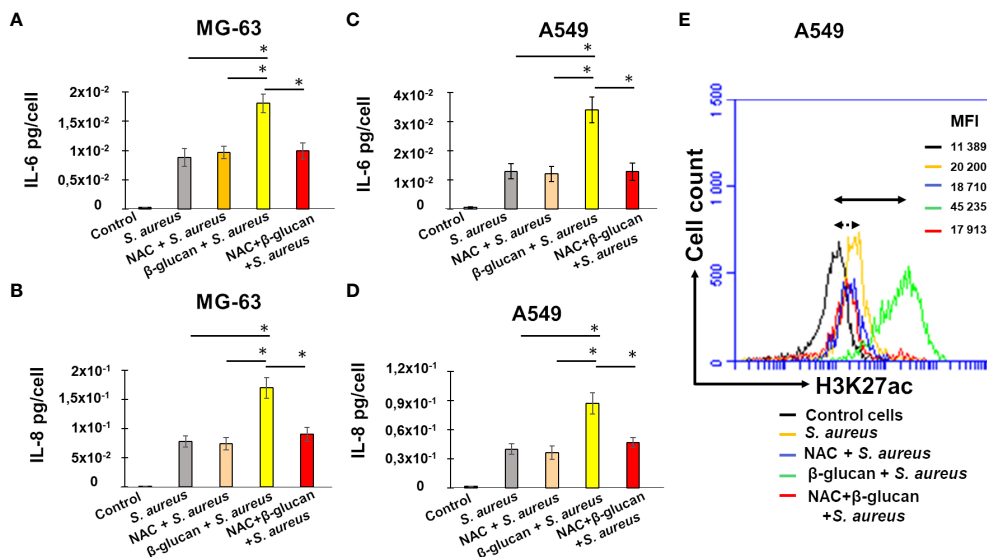 A
MG-63
IL-6 pg/cell
2x10⁻²
1x10⁻²
1x10⁻²
0,5x10⁻²
0
Control
S. aureus
NAC + S. aureus
β-glucan + S. aureus
NAC+β-glucan
+S. aureus
*
*
*
B
MG-63
IL-8 pg/cell
2x10⁻¹
1x10⁻¹
1x10⁻¹
5x10⁻²
0
Control
S. aureus
NAC + S. aureus
β-glucan + S. aureus
NAC+β-glucan
+S. aureus
*
*
*
C
A549
IL-6 pg/cell
4x10⁻²
3x10⁻²
2x10⁻²
1x10⁻²
0
Control
S. aureus
NAC + S. aureus
β-glucan + S. aureus
NAC+β-glucan
+S. aureus
*
*
*
D
A549
IL-8 pg/cell
1,2x10⁻¹
0,9x10⁻¹
0,6x10⁻¹
0,3x10⁻¹
0
Control
S. aureus
NAC + S. aureus
β-glucan + S. aureus
NAC+β-glucan
+S. aureus
*
*
*
E
A549
Cell count
1 500
1 000
500
0
MFI
11 389
20 200
18 710
45 235
17 913
H3K27ac
Control cells
S. aureus
NAC + S. aureus
β-glucan + S. aureus
NAC+β-glucan
+S. aureus